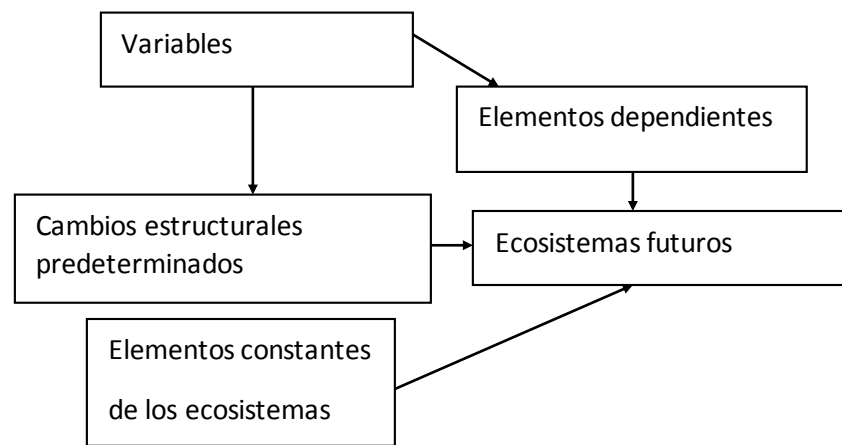 Variables
Elementos dependientes
Cambios estructurales
predeterminados
Ecosistemas futuros
Elementos constantes
de los ecosistemas